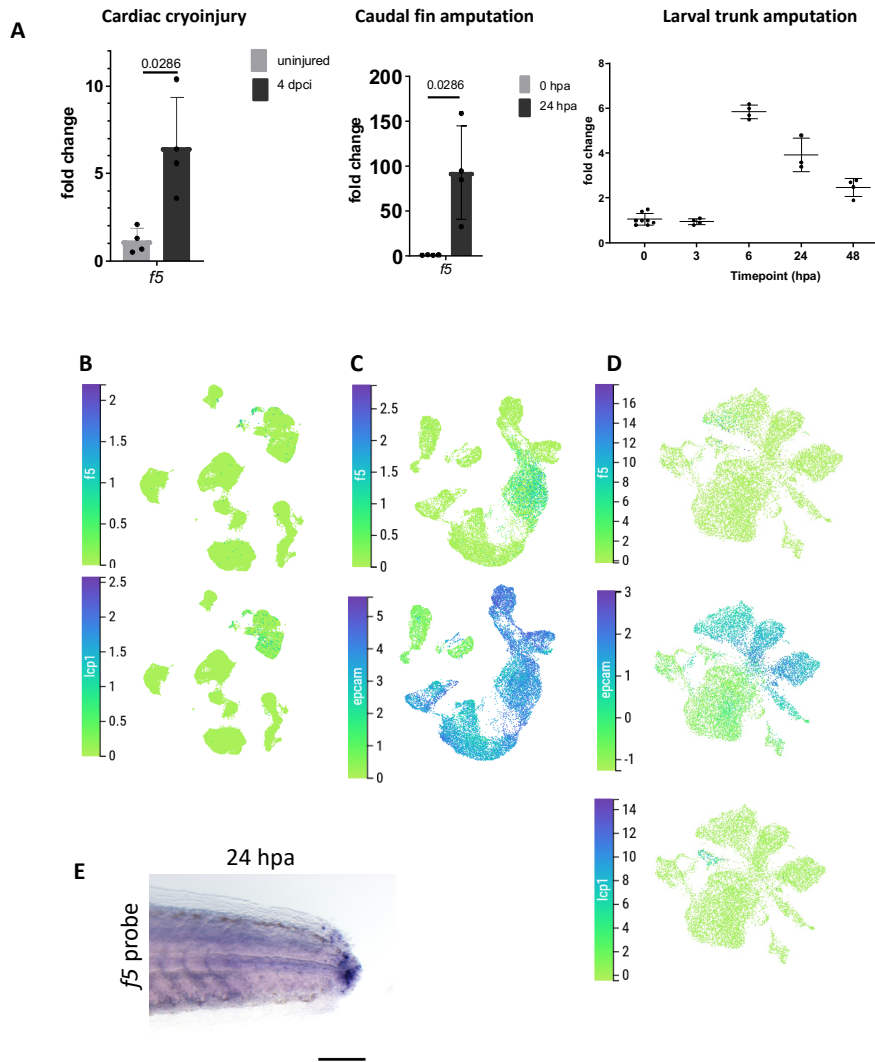 A
Cardiac cryoinjury
Caudal fin amputation
Larval trunk amputation
0.0286
uninjured
4 dpci
fold change
10
5
0
f5
0.0286
0 hpa
24 hpa
fold change
200
150
100
50
0
f5
fold change
8
6
4
2
0
0 3 6 24 48
Timepoint (hpa)
B
2
1.5
1
0.5
0
f5
2.5
2
1.5
1
0.5
0
lcp1
C
2.5
2
1.5
1
0.5
0
f5
5
4
3
2
1
0
epcam
D
16
14
12
10
8
6
4
2
0
f5
3
2
1
0
-1
epcam
14
12
10
8
6
4
2
0
lcp1
E
24 hpa
f5 probe